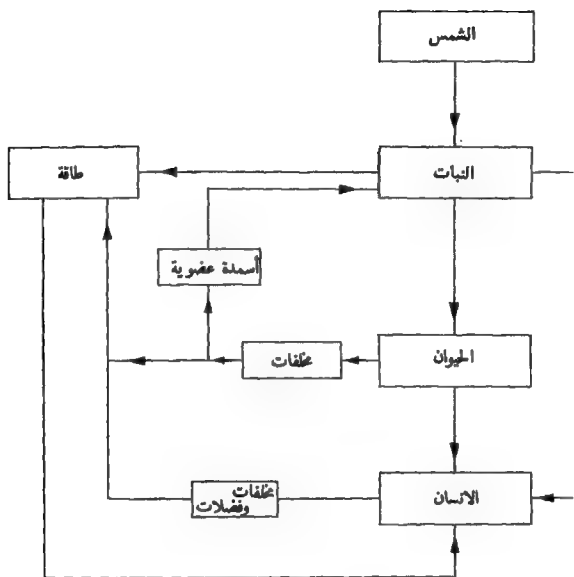 الشمس
النبات
طاقة
أسمدة عضوية
الحيوان
مخلفات
الانسان
مخلفات
وفضلات